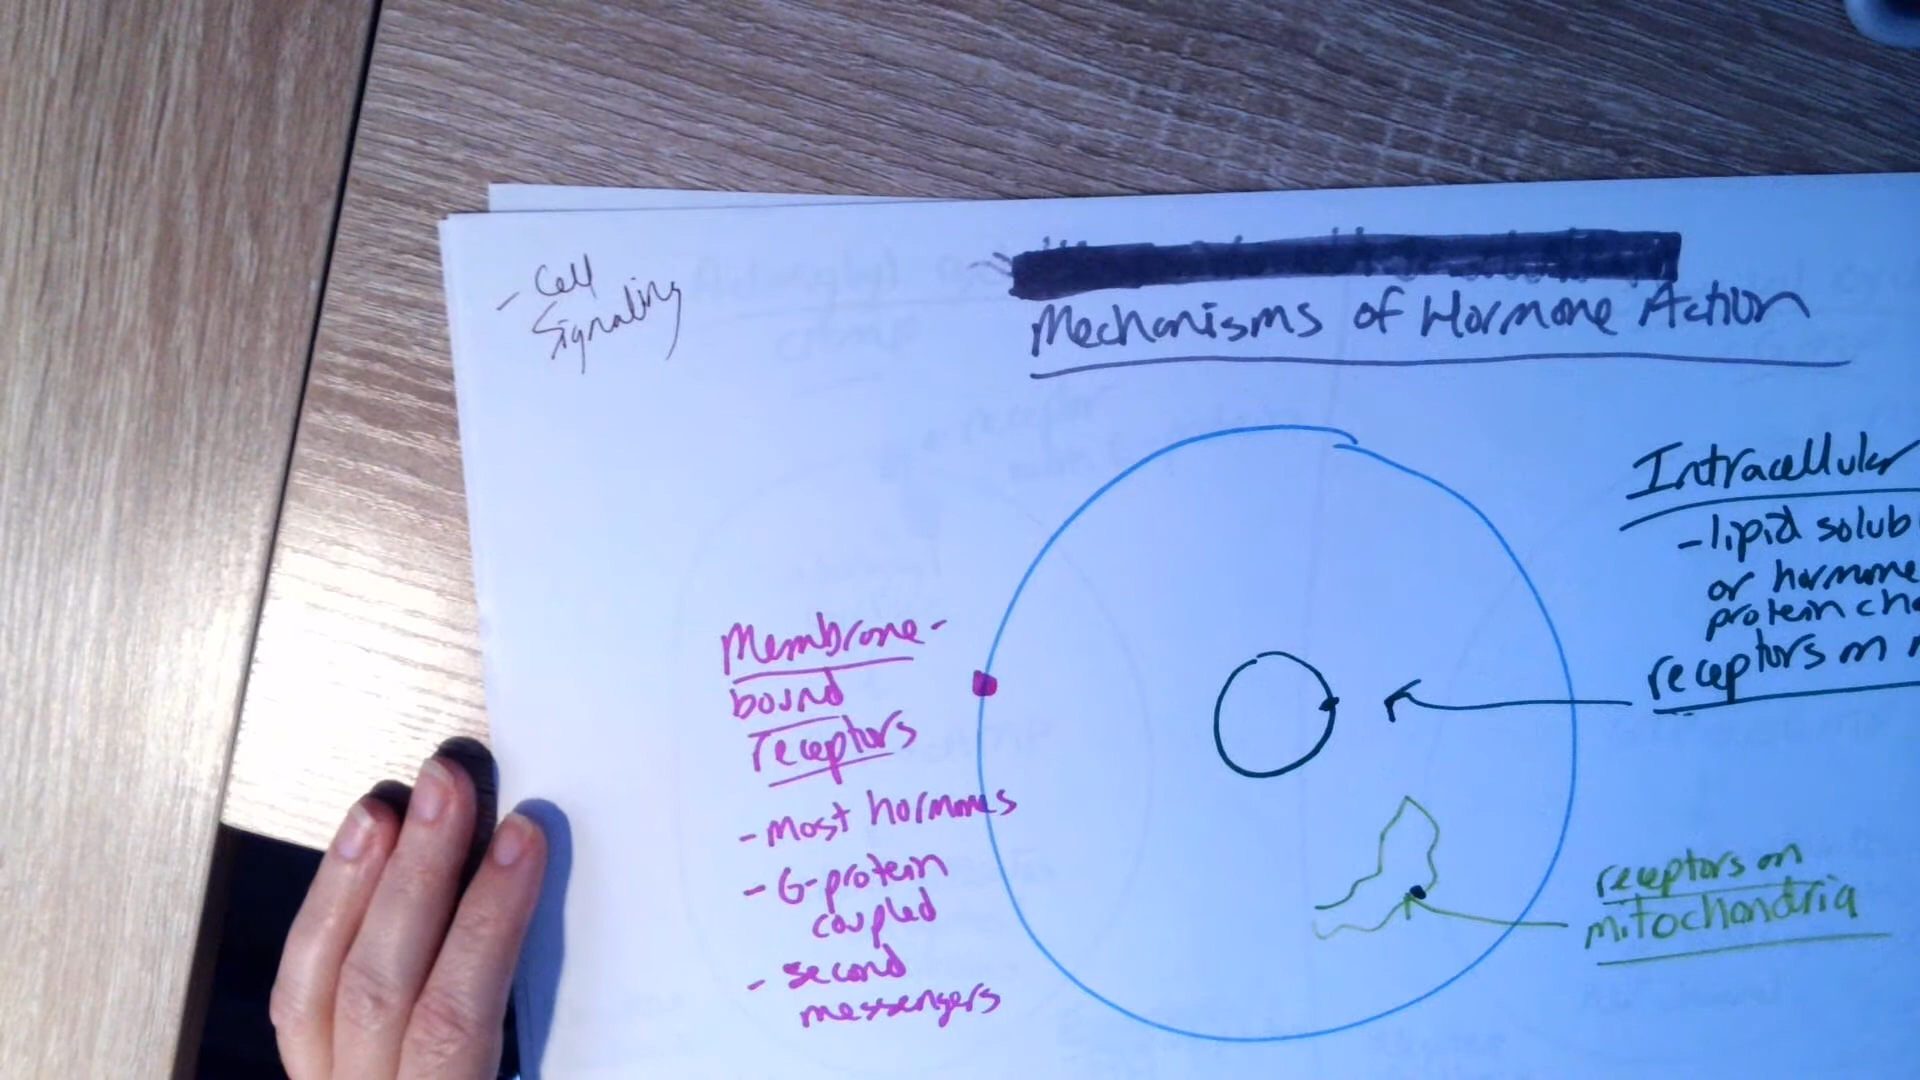 - Cell
Signaling
Mechanisms of Hormone Action
Intracellular
- lipid solub
or hormone
protein cha
receptors on
Membrane-
bound
receptors
- most hormones
- G-protein
coupled
- second
messengers
receptors on
mitochondria